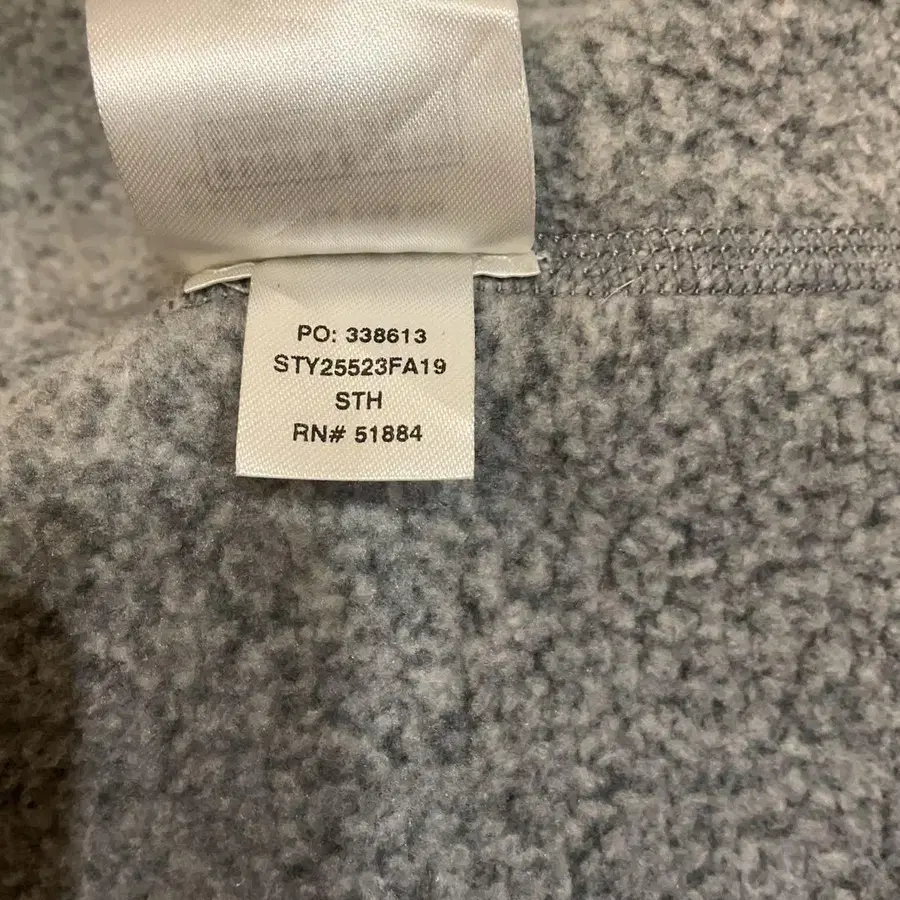 PO: 338613
STY25523FA19
STH
RN# 51884